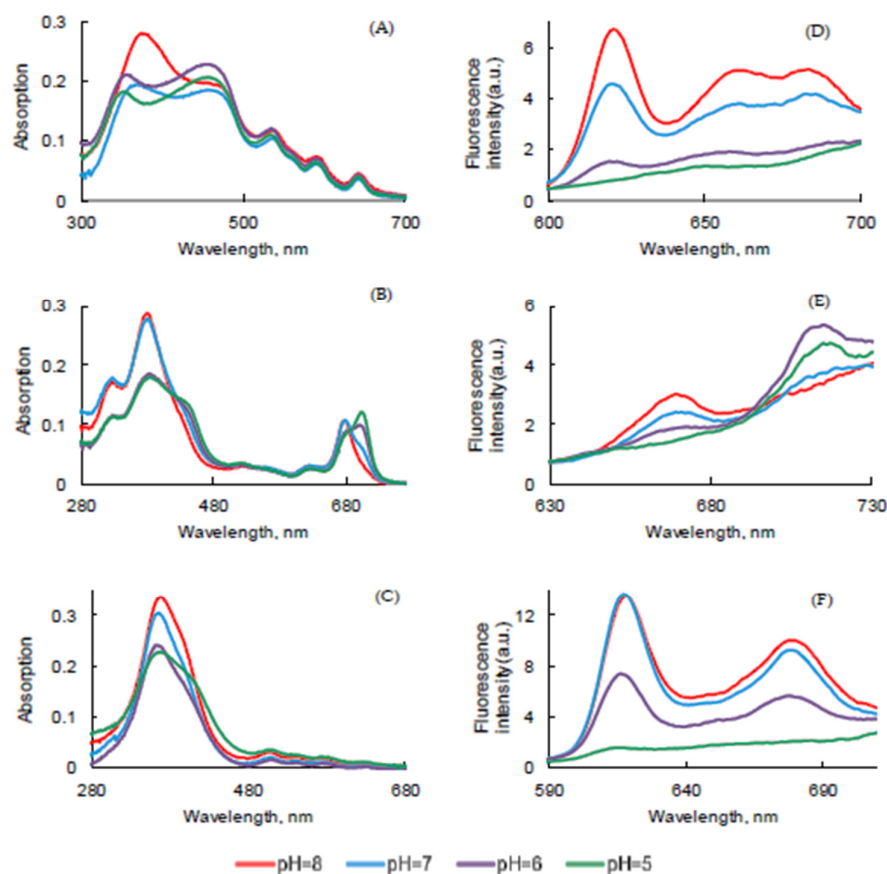 (A)
0.3
0.2
0.1
0
Absorption
300
500
700
Wavelength, nm
(D)
6
4
2
0
Fluorescence
intensity (a.u.)
600
650
700
Wavelength, nm
(B)
0.3
0.2
0.1
0
Absorption
280
480
680
Wavelength, nm
(E)
6
4
2
0
Fluorescence
intensity (a.u.)
630
680
730
Wavelength, nm
(C)
0.3
0.2
0.1
0
Absorption
280
480
680
Wavelength, nm
(F)
12
8
4
0
Fluorescence
intensity (a.u.)
590
640
690
Wavelength, nm
pH=8 pH=7 pH=6 pH=5